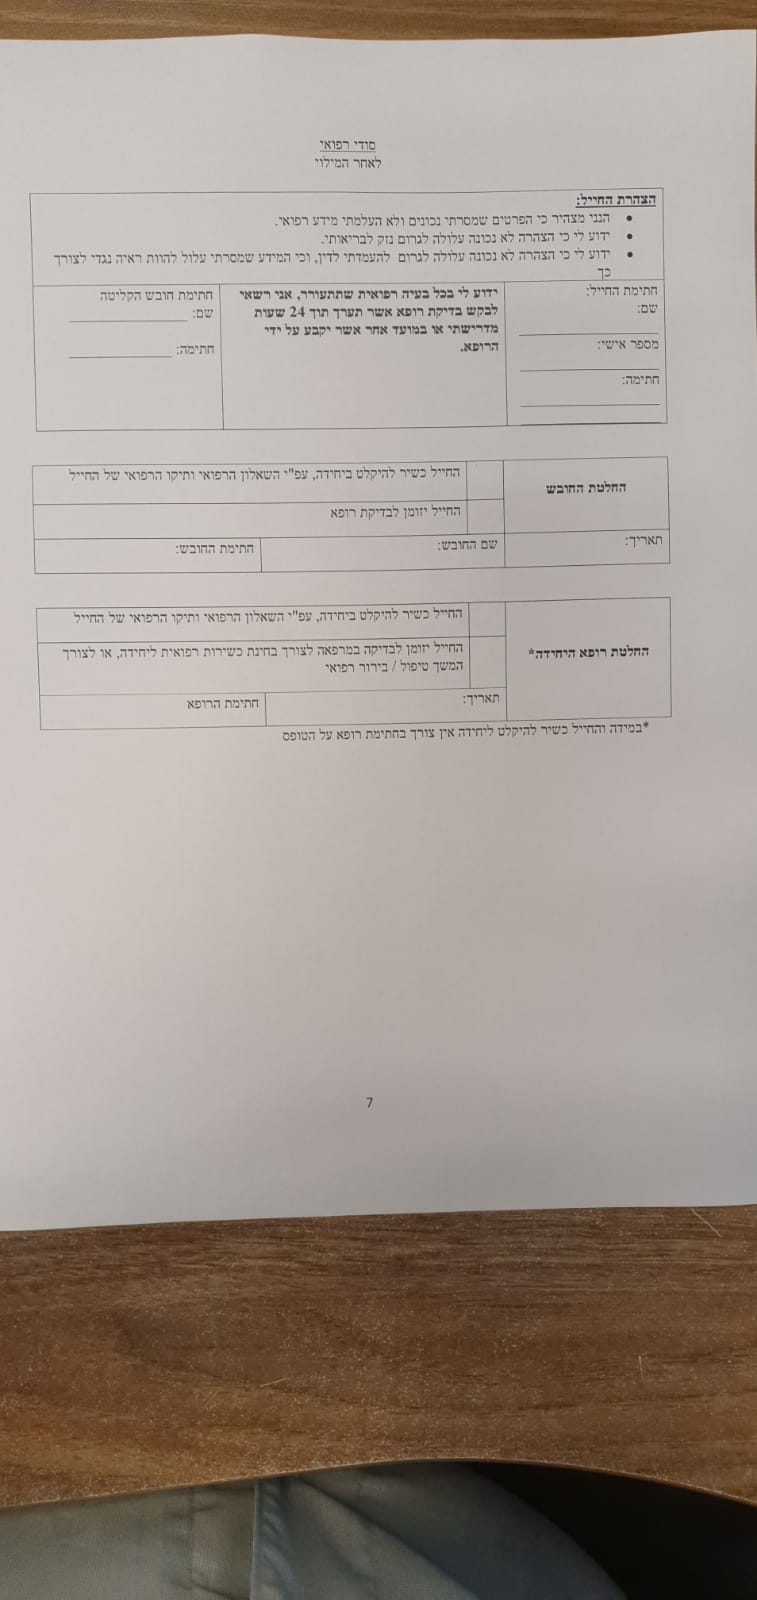 סודי רפואי
לאחר המילוי
הצהרת החייל:
• הנני מצהיר כי הפרטים שמסרתי נכונים ולא העלמתי מידע רפואי.
• ידוע לי כי הצהרה לא נכונה עלולה לגרום נזק לבריאותי.
• ידוע לי כי הצהרה לא נכונה עלולה לגרום להעמדתי לדין, וכי המידע שמסרתי עלול להוות ראיה נגדי לצורך
כך
חתימת החייל:
שם:
מספר אישי:
חתימה:
ידוע לי בכל בעיה רפואית שתתעורר, אני רשאי
לבקש בדיקת רופא אשר תערך תוך 24 שעות
מדרישתי או במועד אחר אשר יקבע על ידי
הרופא.
חתימת חובש הקליטה
שם:
חתימה:
החלטת החובש
החייל כשיר להיקלט ביחידה, עפ"י השאלון הרפואי ותיקו הרפואי של החייל
החייל יזומן לבדיקת רופא
תאריך:
שם החובש:
חתימת החובש:
החלטת רופא היחידה*
החייל כשיר להיקלט ביחידה, עפ"י השאלון הרפואי ותיקו הרפואי של החייל
החייל יזומן לבדיקה במרפאה לצורך בחינת כשירות רפואית ליחידה, או לצורך
המשך טיפול / בירור רפואי
תאריך:
חתימת הרופא
*במידה והחייל כשיר להיקלט ליחידה אין צורך בחתימת רופא על הטופס
7